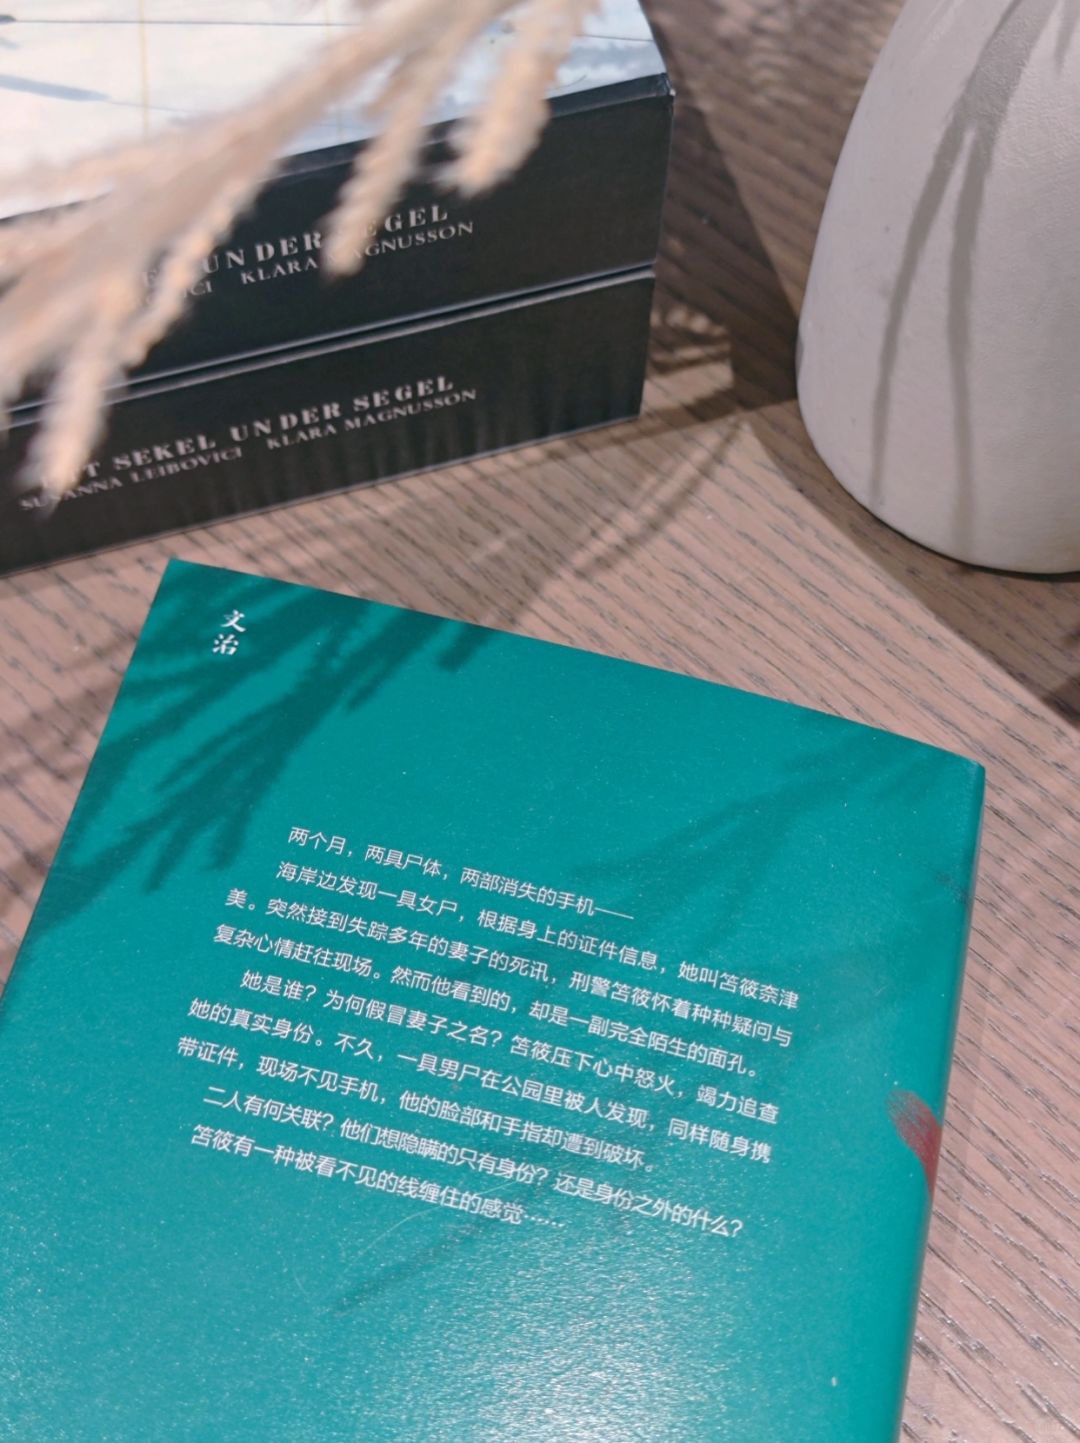 UNDER SEGEL
KLARA MAGNUSSON
SEKEL UNDER SEGEL
SUSANNA LEIBOVICI KLARA MAGNUSSON
文治
两个月，两具尸体，两部消失的手机——
海岸边发现一具女尸，根据身上的证件信息，她叫笘筱奈津
美。突然接到失踪多年的妻子的死讯，刑警笘筱怀着种种疑问与
复杂心情赶往现场。然而他看到的，却是一副完全陌生的面孔。
她是谁？为何假冒妻子之名？笘筱压下心中怒火，竭力追查
她的真实身份。不久，一具男尸在公园里被人发现，同样随身携
带证件，现场不见手机，他的脸部和手指却遭到破坏。
二人有何关联？他们想隐瞒的只有身份？还是身份之外的什么？
笘筱有一种被看不见的线缠住的感觉……